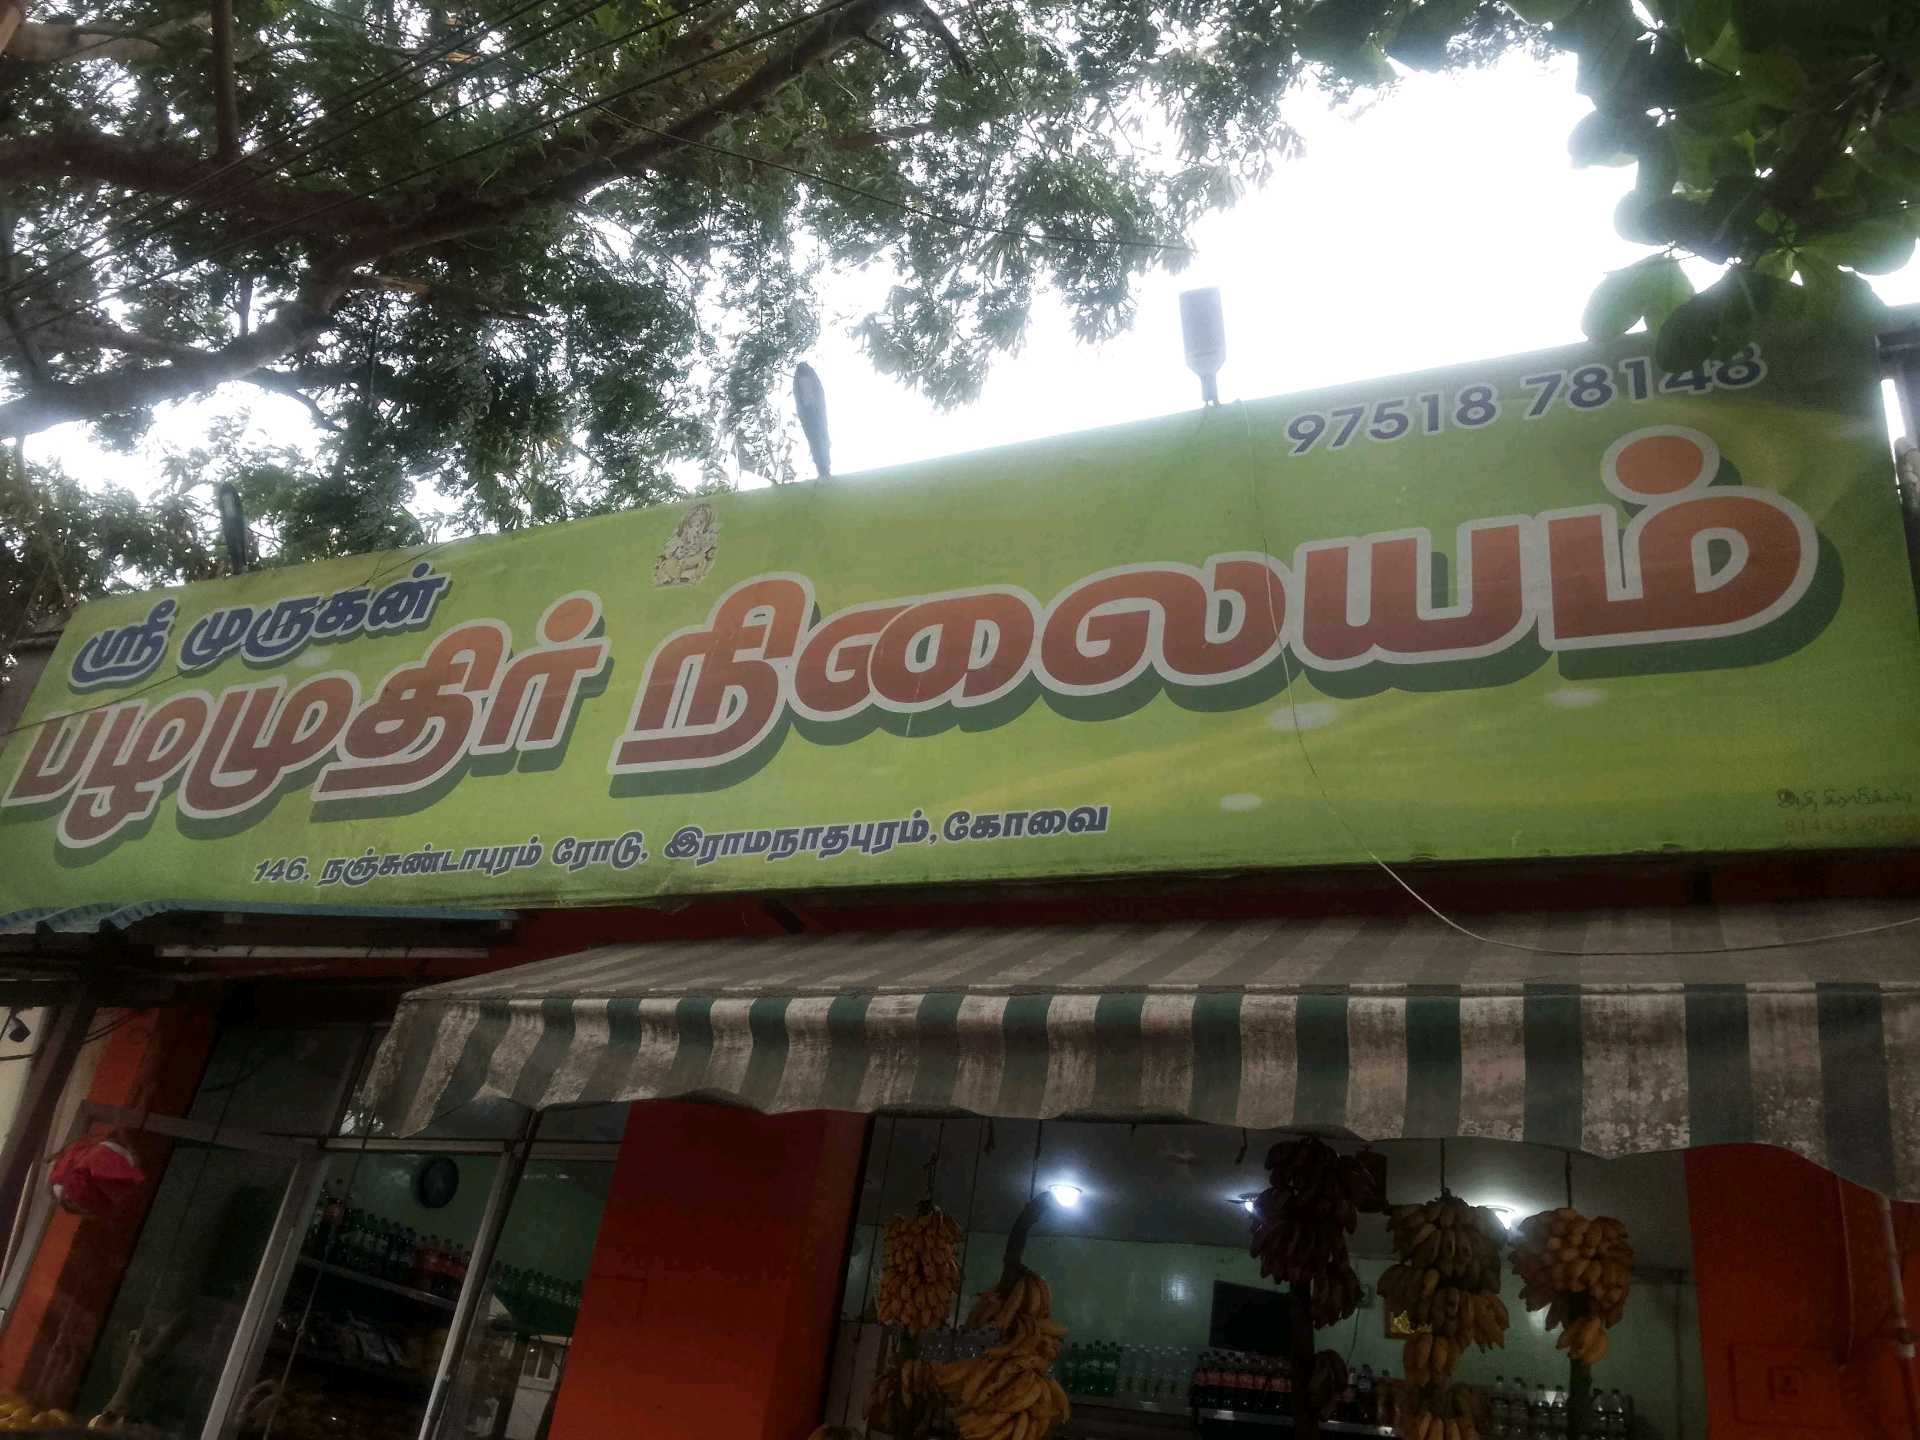 97518 78148
ஸ்ரீ முருகன்
பழமுதிர் நிலையம்
146, நஞ்சுண்டாபுரம் ரோடு, இராமநாதபுரம், கோவை